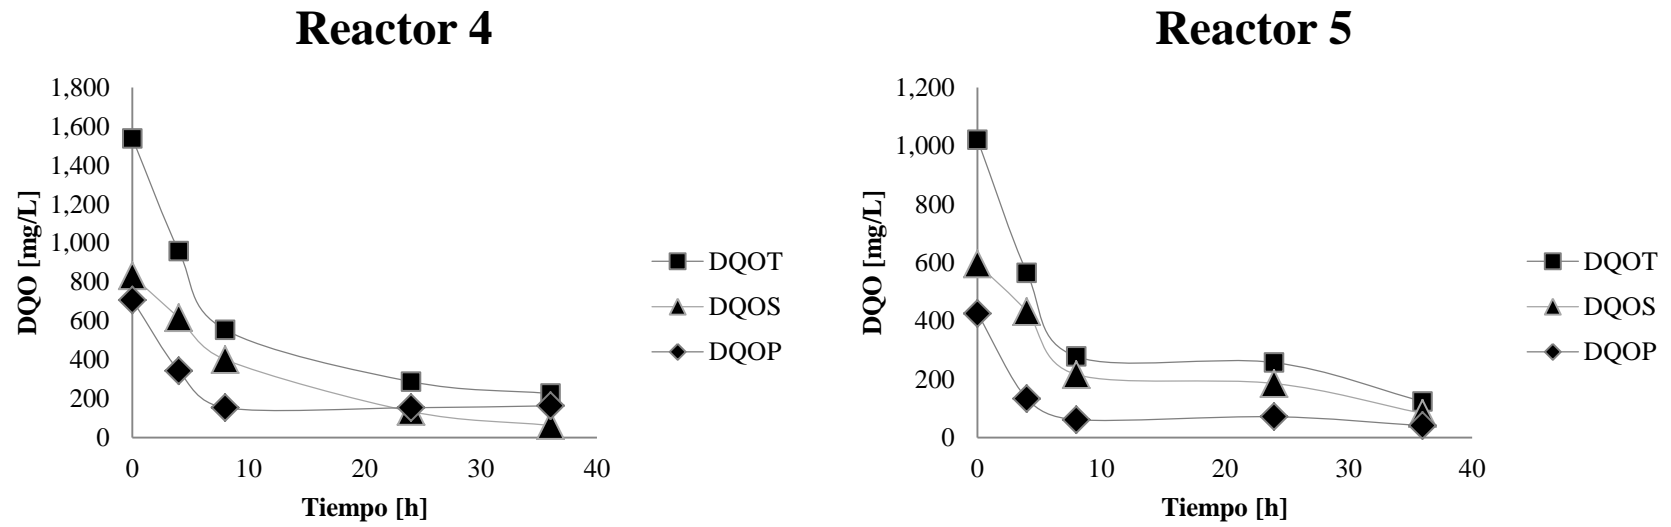 Reactor 4
1,800
1,600
1,400
1,200
1,000
800
600
400
200
0
DQO [mg/L]
0 10 20 30 40
Tiempo [h]
DQOT
DQOS
DQOP
Reactor 5
1,200
1,000
800
600
400
200
0
DQO [mg/L]
0 10 20 30 40
Tiempo [h]
DQOT
DQOS
DQOP